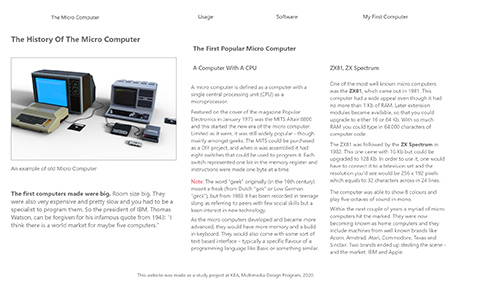 The Micro Computer
Usage
Software
My First Computer
The History Of The Micro Computer
An example of old Micro Computer
The first computers made were big. Room size big. They
were also very expensive and pretty slow and you had to be a
specialist to program them. So the president of IBM, Thomas
Watson, can be forgiven for his infamous quote from 1943: "I
think there is a world market for maybe five computers."
The First Popular Micro Computer
A Computer With A CPU
A micro computer is defined as a computer with a
single central processing unit (CPU) as a
microprocessor.
Featured on the cover of the magazine Popular
Electronics in January 1975 was the MITS Altair 8800
and this started the new era of the micro computer.
Limited as it were, it was still widely popular - though
mainly amongst geeks. The MITS could be purchased
as a DIY project, and when it was assembled it had
eight switches that could be used to program it. Each
switch represented one bit in the memory register and
instructions were made one byte at a time.
Note: The word "geek" originally (in the 16th century)
meant a freak (from Dutch "geck" or Low German
"geck"), but from 1983 it has been recorded in teenage
slang as referring to peers with few social skills but a
keen interest in new technology.
As the micro computers developed and became more
advanced, they would have more memory and a build
in keyboard. They would also come with some sort of
text based interface - typically a specific flavour of a
programming language like Basic or something similar.
ZX81, ZX Spectrum
One of the most well known micro computers
was the ZX81, which came out in 1981. This
computer had a wide appeal even though it had
no more than 1 KB of RAM. Later extension
modules became available, so that you could
upgrade to either 16 or 64 Kb. With so much
RAM you could type in 64.000 characters of
computer code.
The ZX81 was followed by the ZX Spectrum in
1982. This one came with 16 Kb but could be
upgraded to 128 Kb. In order to use it, one would
have to connect it to a television set and the
resolution you'd see would be 256 x 192 pixels
which equals to 32 characters across in 24 lines.
The computer was able to show 8 colours and
play five octaves of sound in mono.
Within the next couple of years a myriad of micro
computers hit the marked. They were now
becoming known as home computers and they
include machines from well known brands like
Acorn, Amstrad, Atari, Commodore, Texas and
Sinclair. Two brands ended up stealing the scene -
and the market: IBM and Apple.
This website was made as a study project at KEA, Multimedia Design Program, 2020.